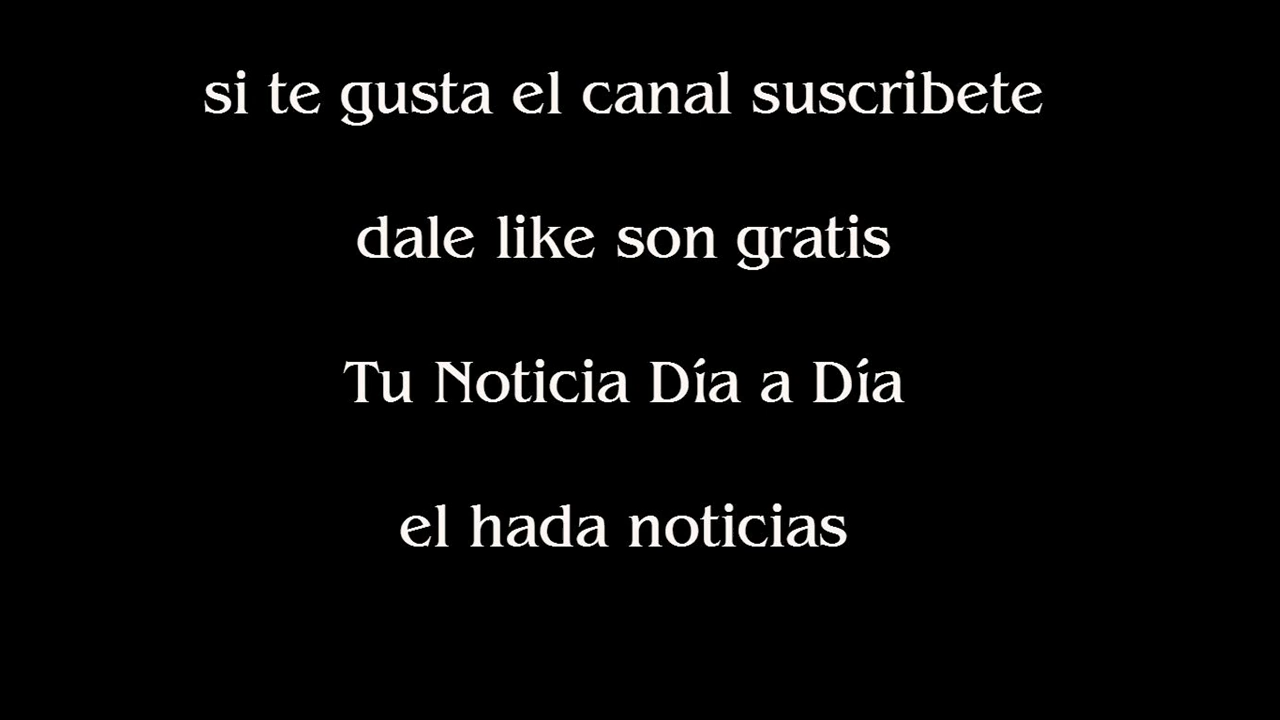 si te gusta el canal suscribete
dale like son gratis
Tu Noticia Día a Día
el hada noticias